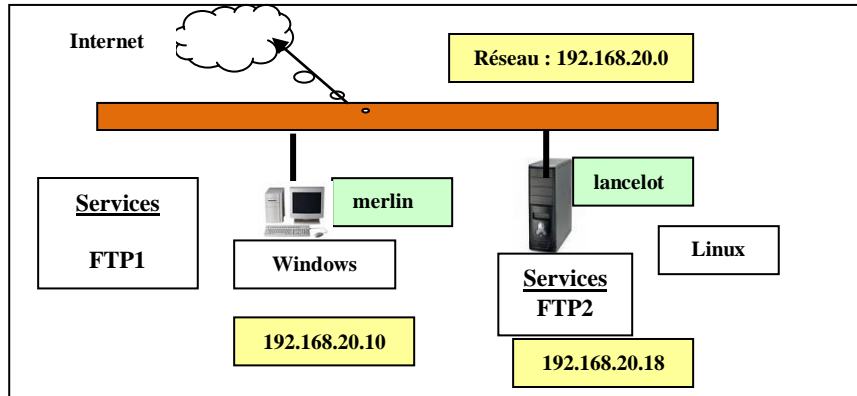 Internet
Réseau : 192.168.20.0
Services
FTP1
merlin
Windows
192.168.20.10
lancelot
Linux
Services
FTP2
192.168.20.18